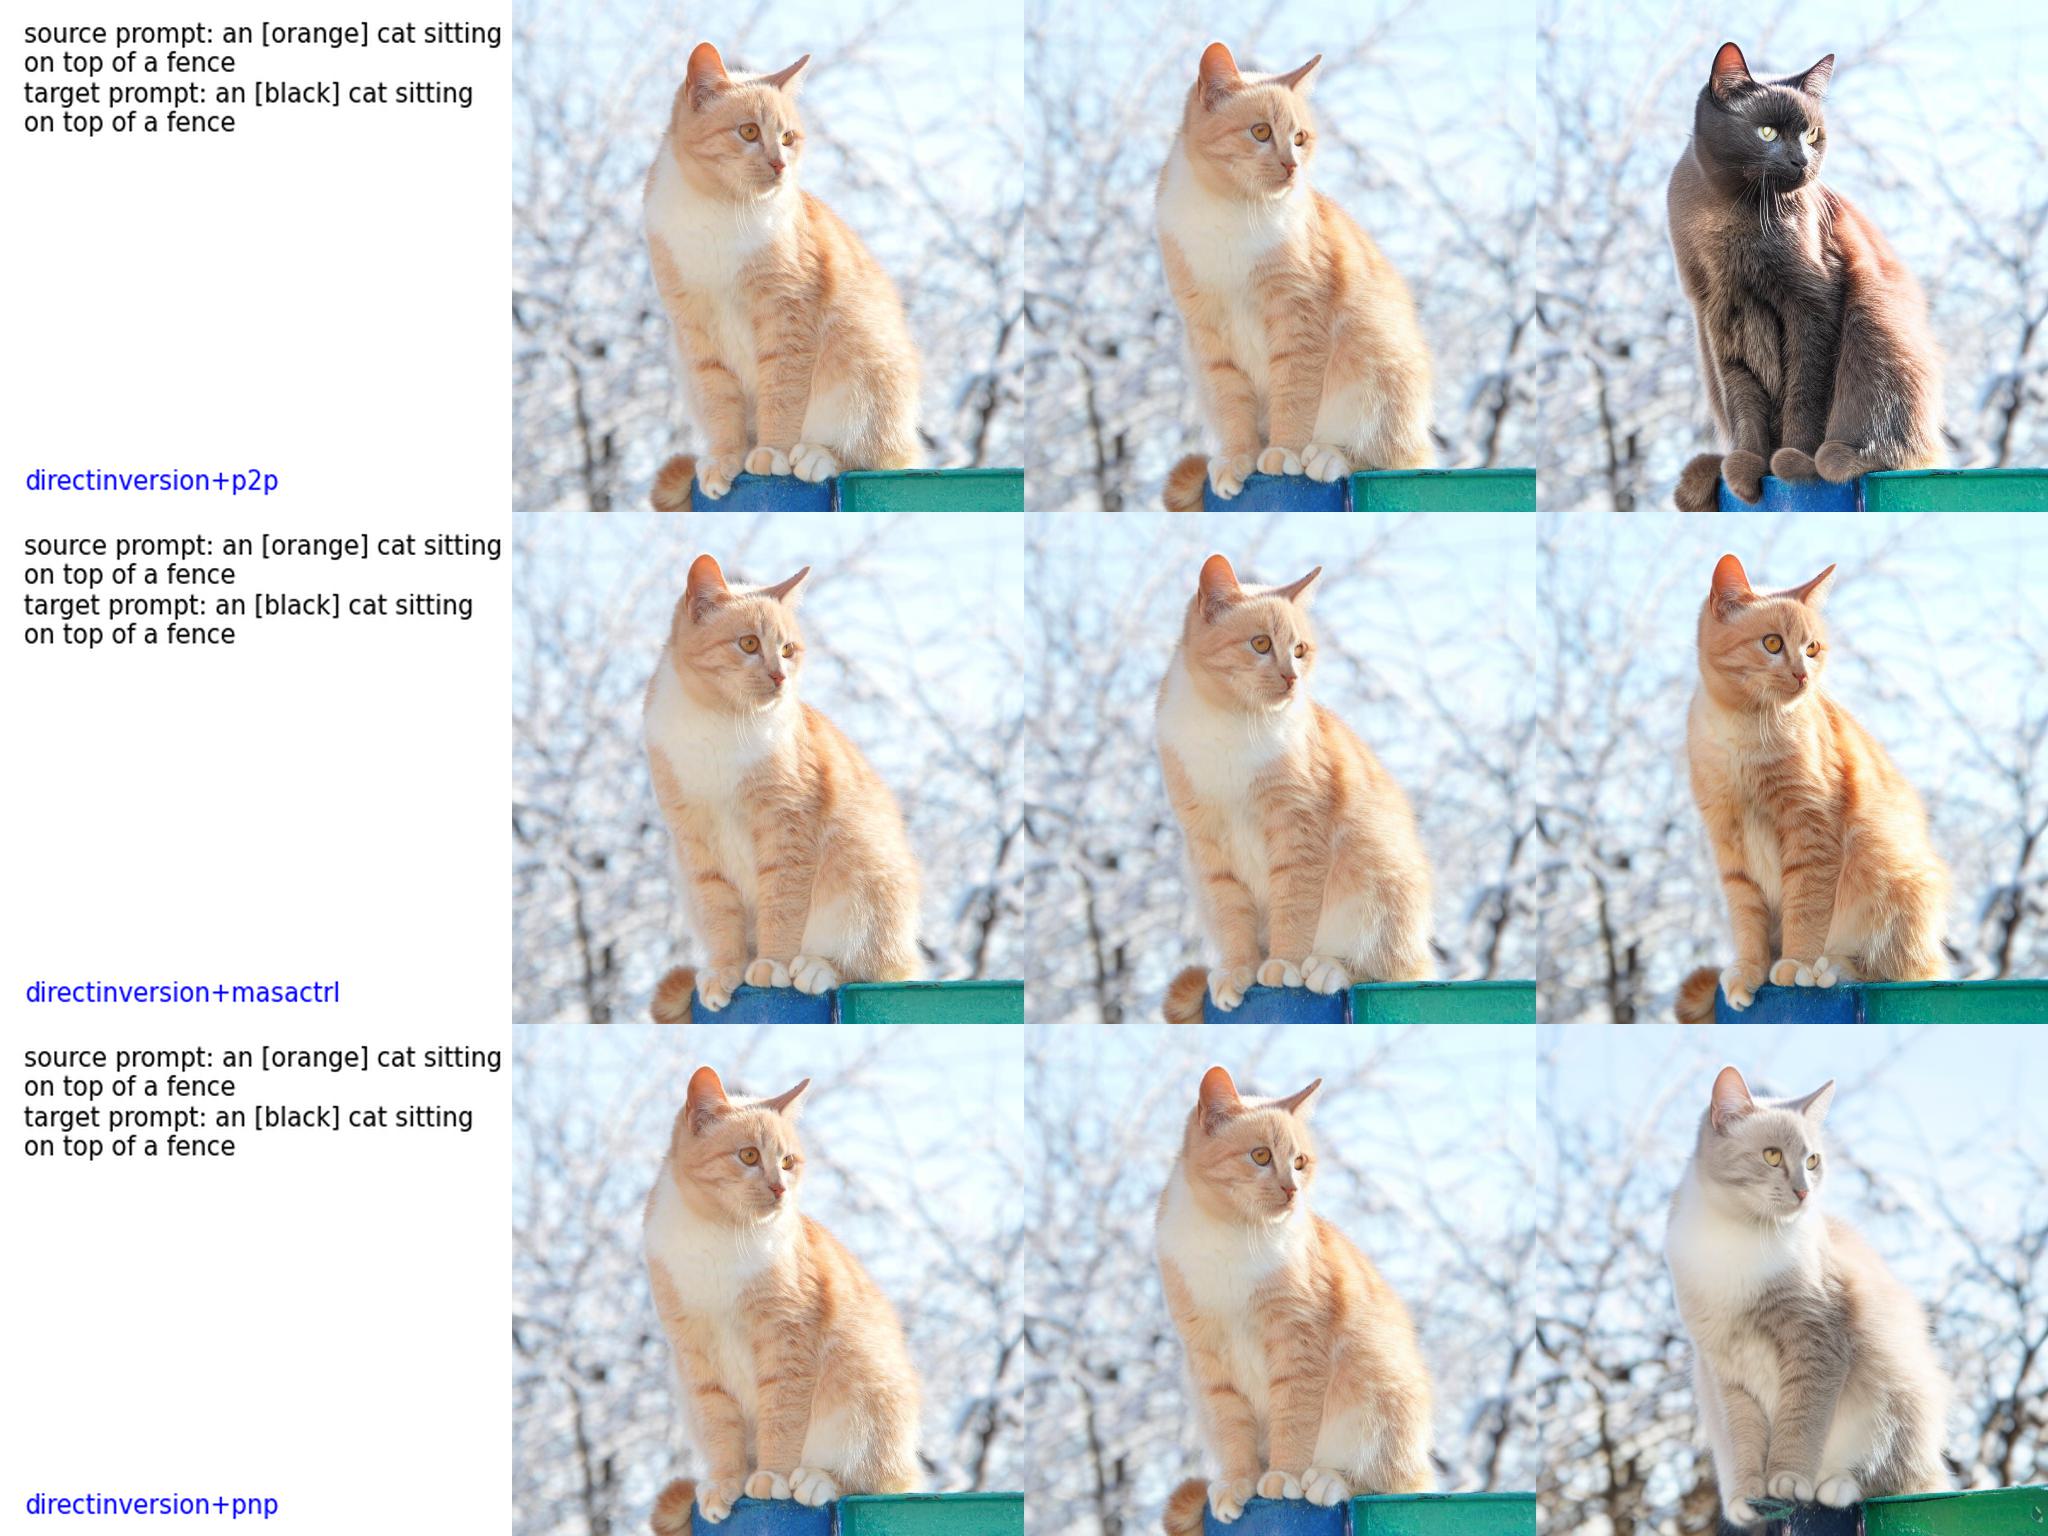 source prompt: an [orange] cat sitting
on top of a fence
target prompt: an [black] cat sitting
on top of a fence
directinversion+p2p
source prompt: an [orange] cat sitting
on top of a fence
target prompt: an [black] cat sitting
on top of a fence
directinversion+masactrl
source prompt: an [orange] cat sitting
on top of a fence
target prompt: an [black] cat sitting
on top of a fence
directinversion+pnp